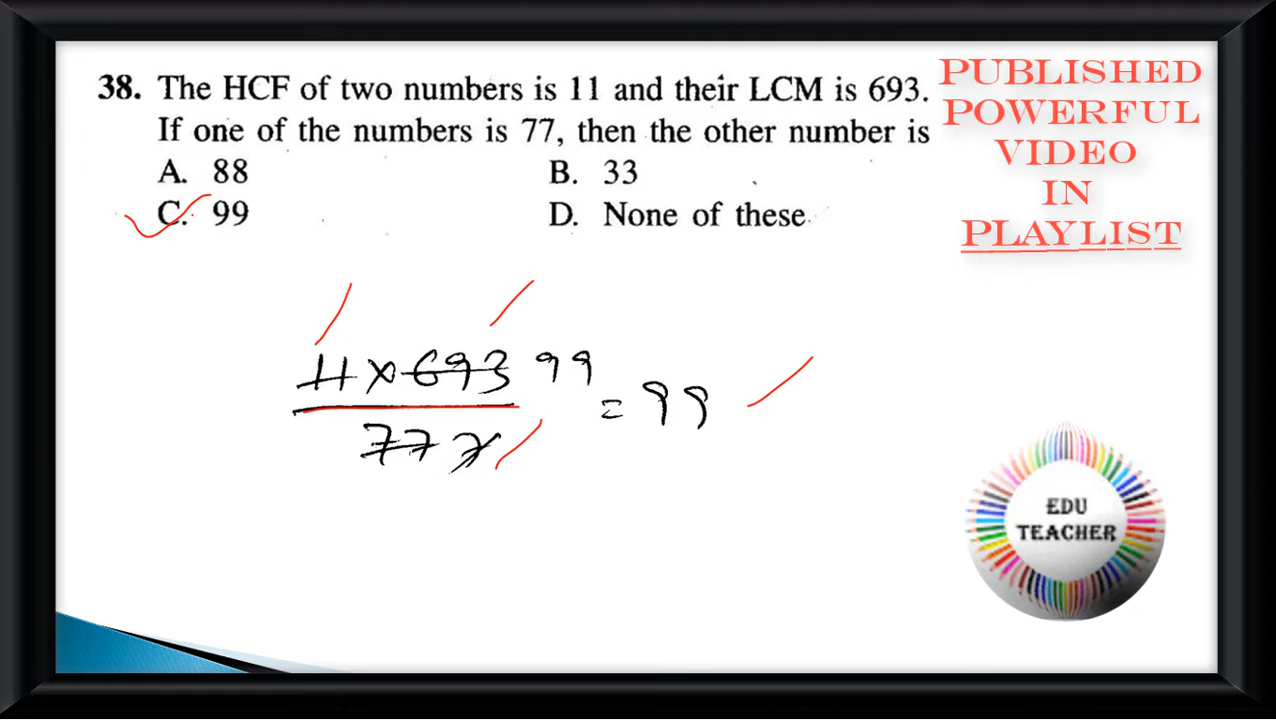 38. The HCF of two numbers is 11 and their LCM is 693.
If one of the numbers is 77, then the other number is
A. 88 B. 33
C. 99 D. None of these
PUBLISHED
POWERFUL
VIDEO
IN
PLAYLIST
11 × 693 99
77 7
= 99
EDU
TEACHER